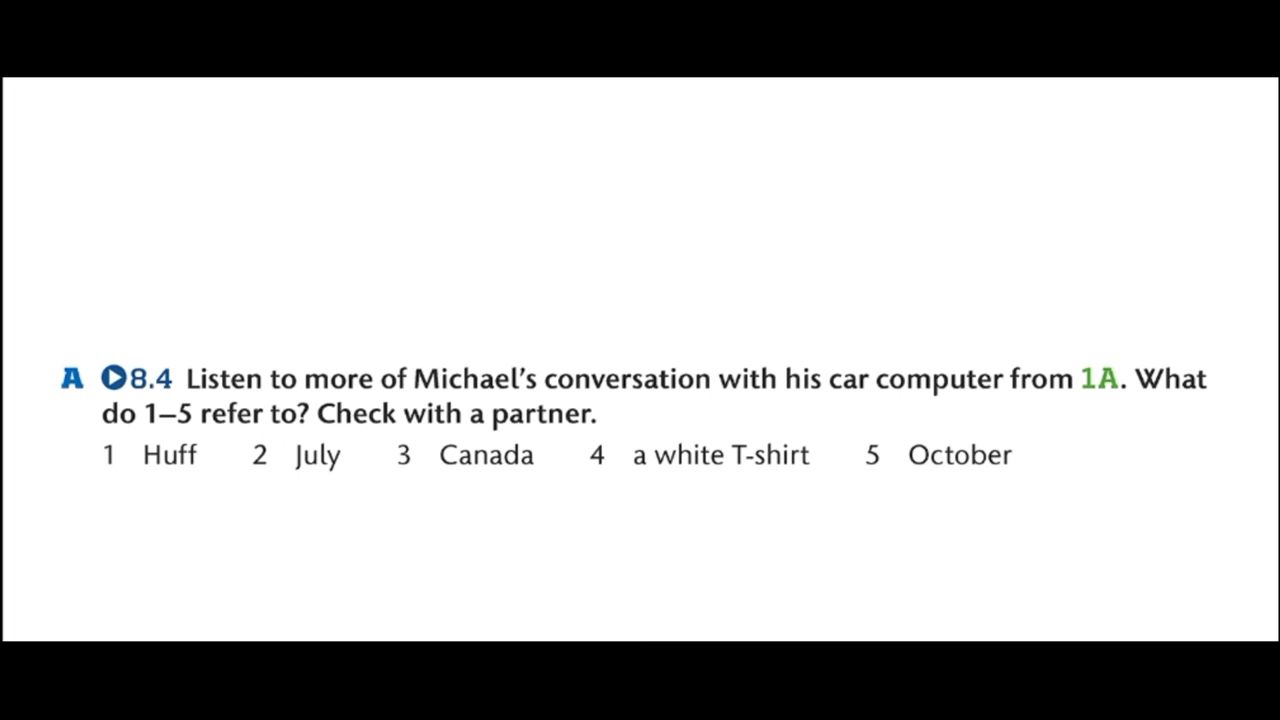 A 8.4 Listen to more of Michael's conversation with his car computer from 1A. What
do 1–5 refer to? Check with a partner.
1 Huff 2 July 3 Canada 4 a white T-shirt 5 October